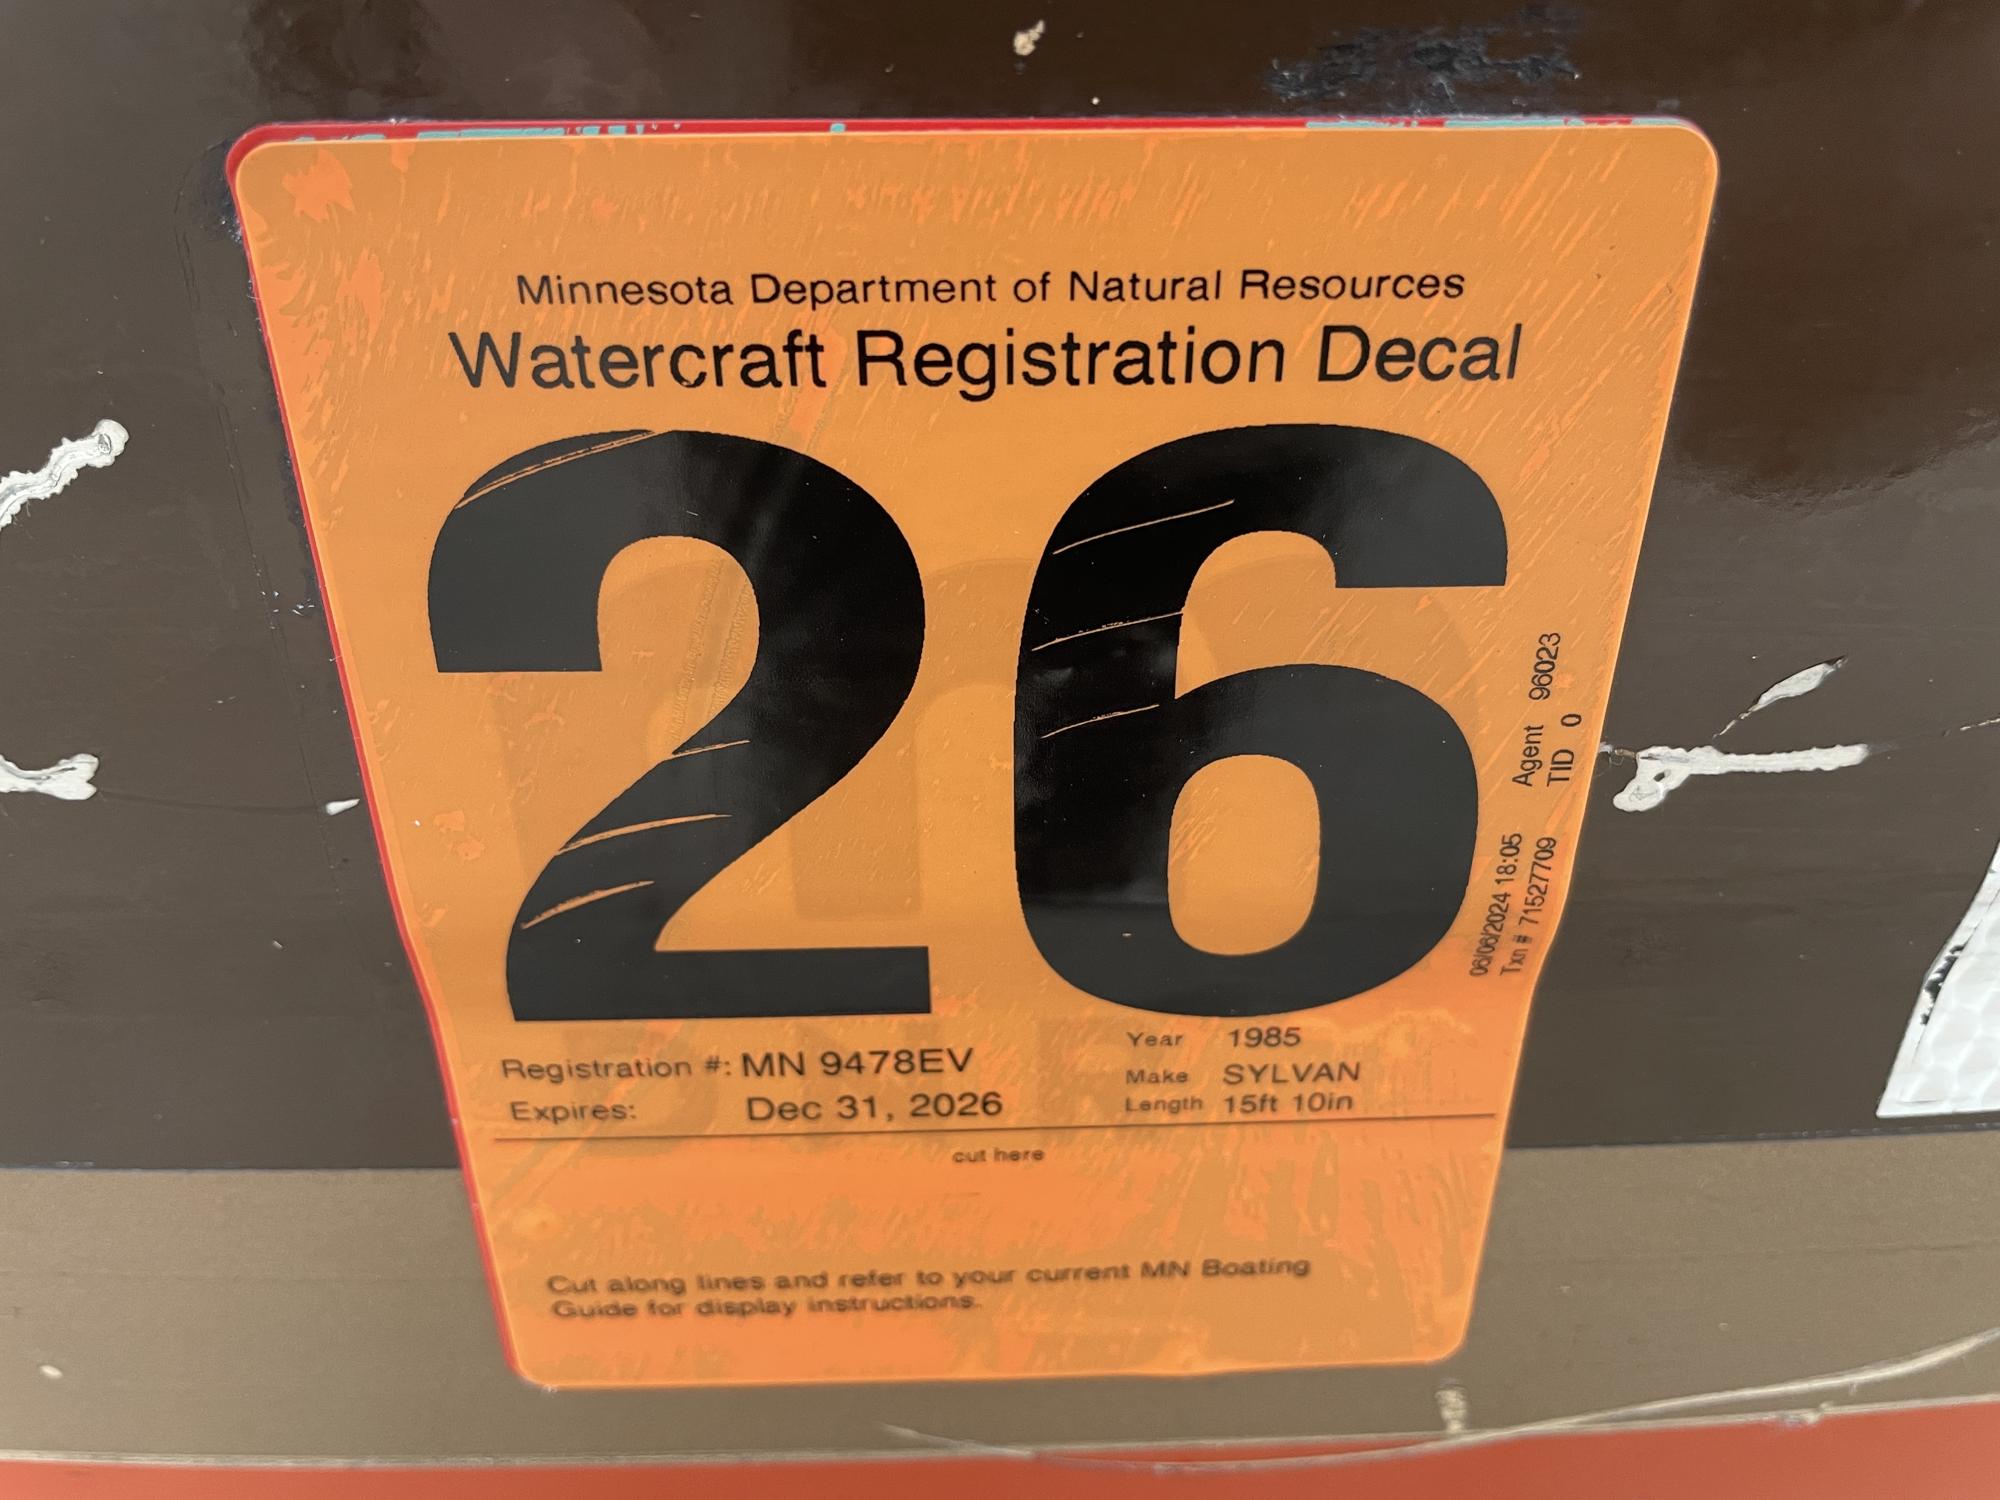 Minnesota Department of Natural Resources
Watercraft Registration Decal
26
Agent 96023
TID 0
06/06/2024 18:05
Txn # 71527709
Registration #: MN 9478EV
Expires: Dec 31, 2026
Year 1985
Make SYLVAN
Length 15ft 10in
cut here
Cut along lines and refer to your current MN Boating
Guide for display instructions.